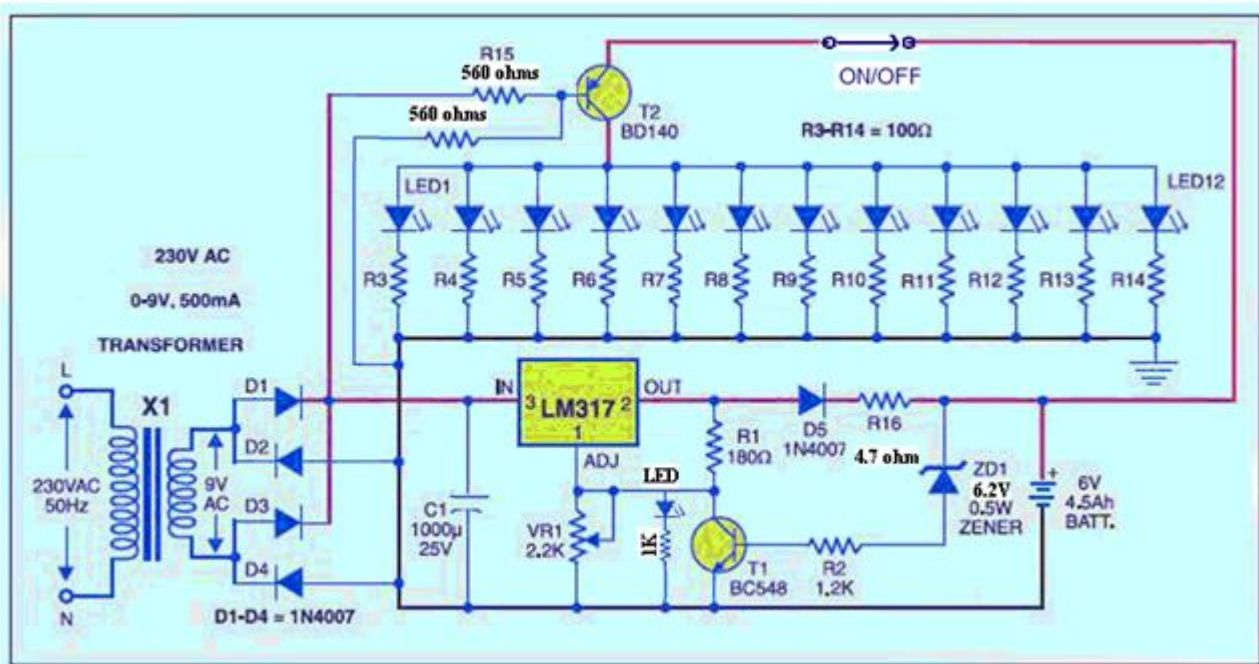 R15
560 ohms
560 ohms
T2
BD140
ON/OFF
R3-R14 = 100Ω
LED1
LED12
R3
R4
R5
R6
R7
R8
R9
R10
R11
R12
R13
R14
230V AC
0-9V, 500mA
TRANSFORMER
L
X1
230VAC
50Hz
N
9V
AC
D1
D2
D3
D4
D1-D4 = 1N4007
IN
3 LM317 2
1
OUT
ADJ
C1
1000µ
25V
VR1
2.2K
LED
1K
R1
180Ω
D5
1N4007
R16
4.7 ohm
T1
BC548
R2
1.2K
ZD1
6.2V
0.5W
ZENER
+
6V
4.5Ah
BATT.